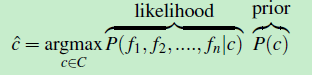 likelihood prior
ĉ = argmax P(f₁, f₂, ...., fₙ|c) P(c)
c∈C